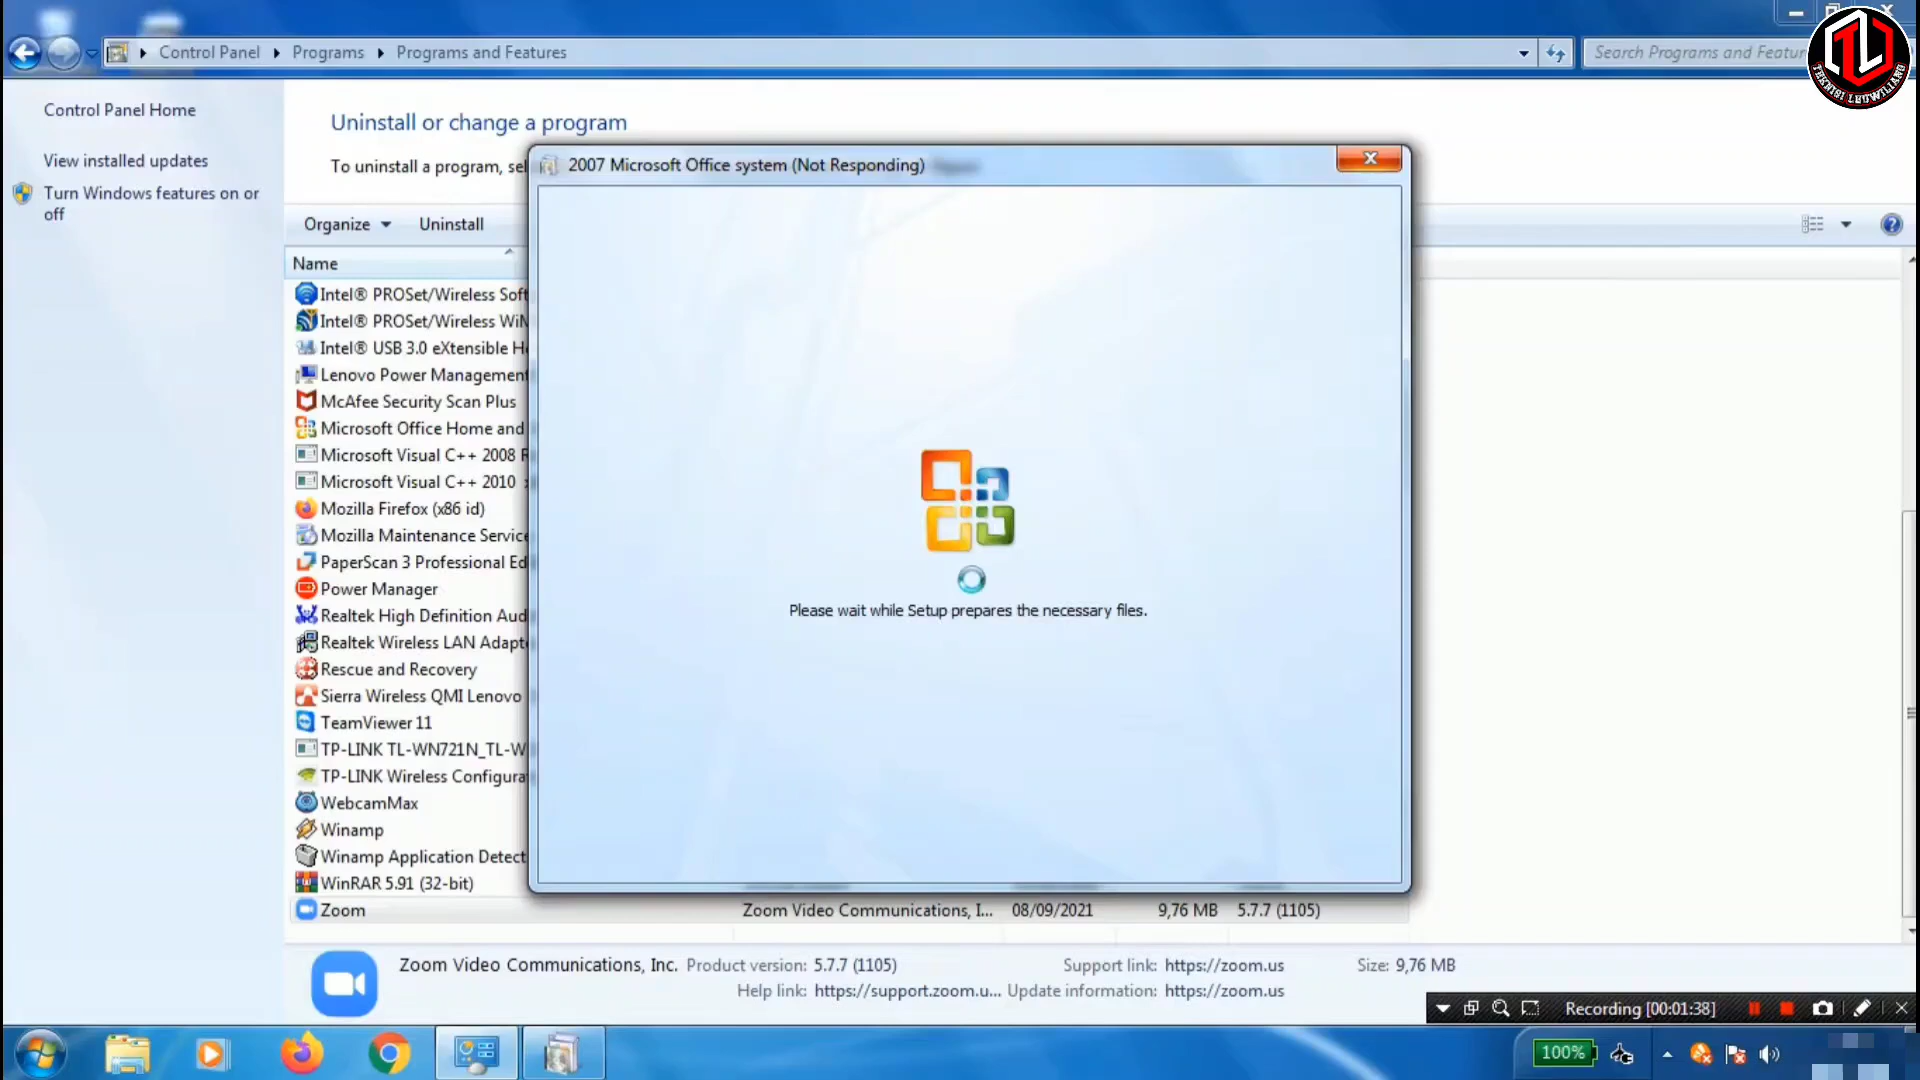 Control Panel
Programs
Programs and Features
Search Programs and Featur
TEKNISI LEUWILIANG
Control Panel Home
View installed updates
Turn Windows features on or
off
Uninstall or change a program
To uninstall a program, sel
Organize
Uninstall
Name
2007 Microsoft Office system (Not Responding)
Please wait while Setup prepares the necessary files.
Intel® PROSet/Wireless Soft
Intel® PROSet/Wireless WiM
Intel® USB 3.0 eXtensible H
Lenovo Power Management
McAfee Security Scan Plus
Microsoft Office Home and
Microsoft Visual C++ 2008 R
Microsoft Visual C++ 2010
Mozilla Firefox (x86 id)
Mozilla Maintenance Service
PaperScan 3 Professional Ed
Power Manager
Realtek High Definition Aud
Realtek Wireless LAN Adapt
Rescue and Recovery
Sierra Wireless QMI Lenovo
TeamViewer 11
TP-LINK TL-WN721N_TL-W
TP-LINK Wireless Configura
WebcamMax
Winamp
Winamp Application Detect
WinRAR 5.91 (32-bit)
Zoom Zoom Video Communications, I... 08/09/2021 9,76 MB 5.7.7 (1105)
Zoom Video Communications, Inc. Product version: 5.7.7 (1105) Support link: https://zoom.us Size: 9,76 MB
Help link: https://support.zoom.u... Update information: https://zoom.us
Recording [00:01:38]
100%